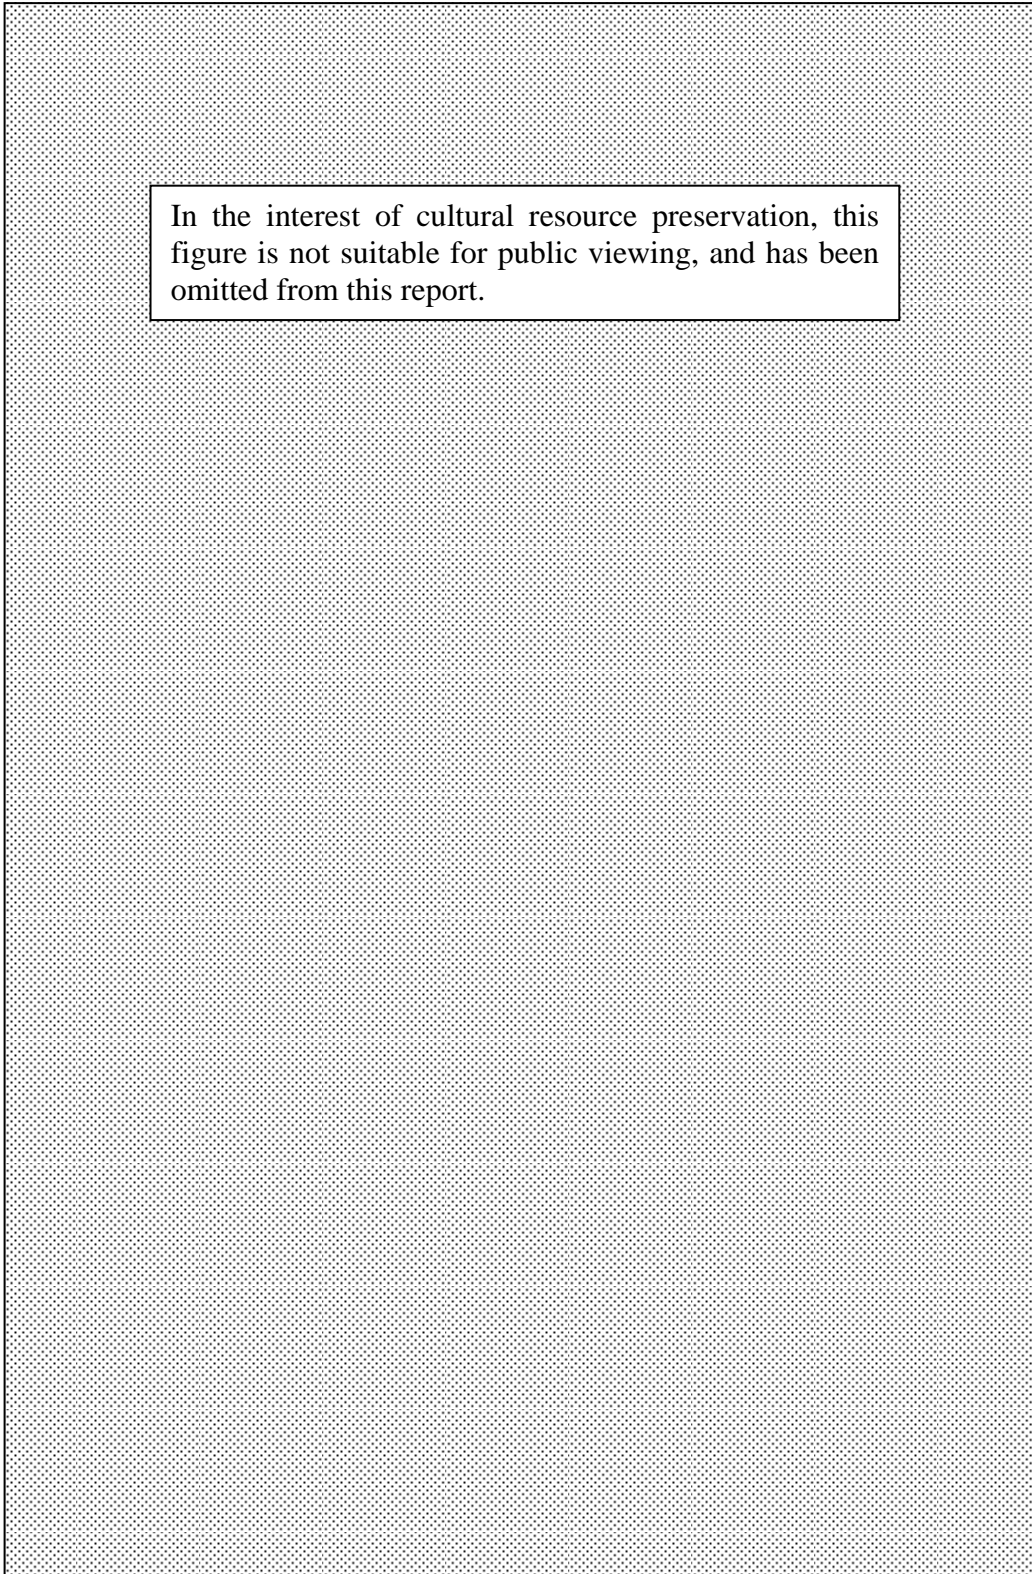 In the interest of cultural resource preservation, this
figure is not suitable for public viewing, and has been
omitted from this report.